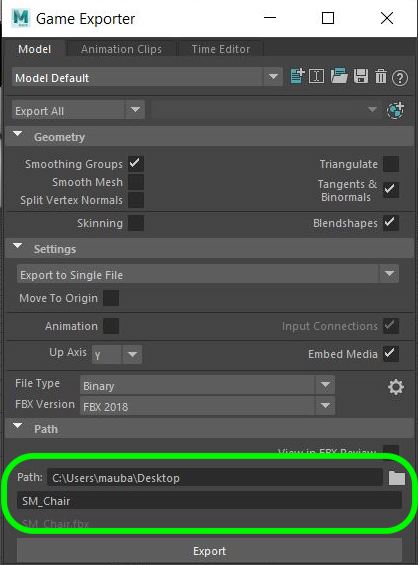 Game Exporter
Model Animation Clips Time Editor
Model Default
Export All
Geometry
Smoothing Groups Triangulate
Smooth Mesh Tangents &
Split Vertex Normals Binormals
Skinning Blendshapes
Settings
Export to Single File
Move To Origin
Animation Input Connections
Up Axis y Embed Media
File Type Binary
FBX Version FBX 2018
Path
View in FBX Review
Path: C:\Users\mauba\Desktop
SM_Chair
SM_Chair.fbx
Export